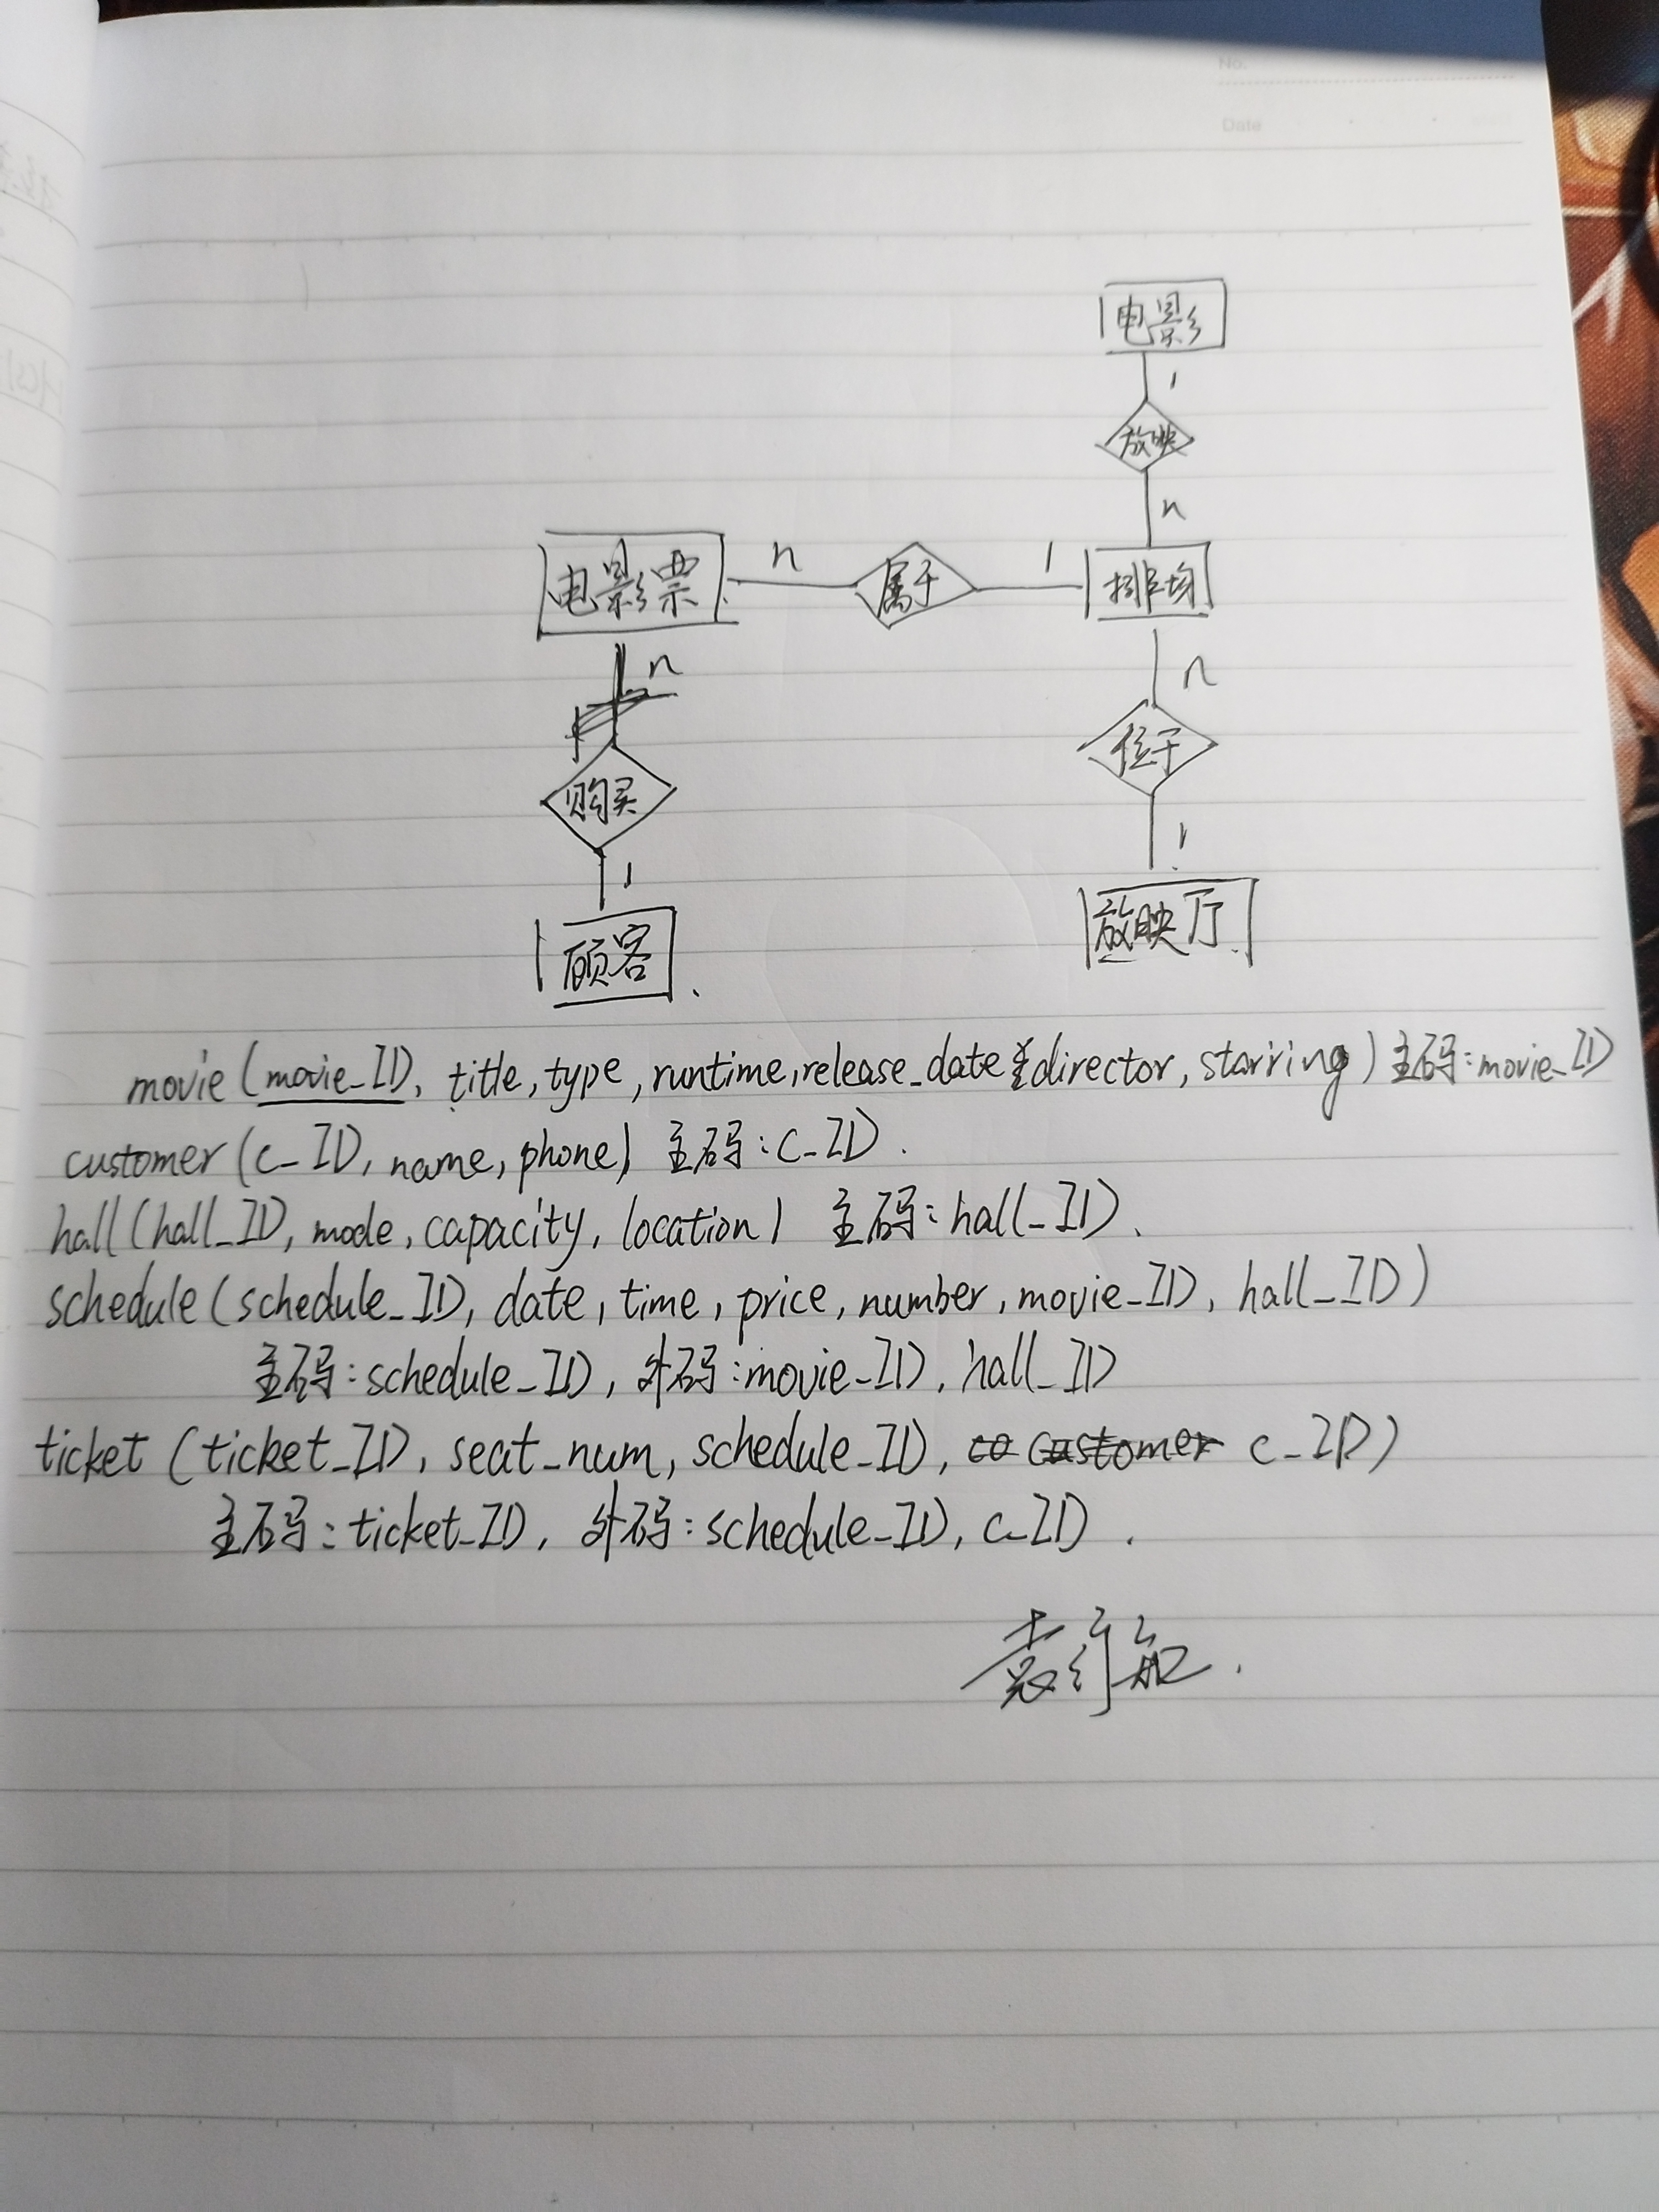 No.
Date
电影
1
放映
n
电影票 n 属于 1 排场
n
n
购买
位于
1
1
顾客
放映厅
movie (movie_ID, title, type, runtime, release_date director, starring) 主码: movie_ID
customer (c_ID, name, phone) 主码: C_ID.
hall (hall_ID, mode, capacity, location) 主码: hall_ID.
schedule (schedule_ID, date, time, price, number, movie_ID, hall_ID)
主码: schedule_ID, 外码: movie_ID, hall_ID
ticket (ticket_ID, seat_num, schedule_ID, co customer c_ID)
主码: ticket_ID, 外码: schedule_ID, c_ID.